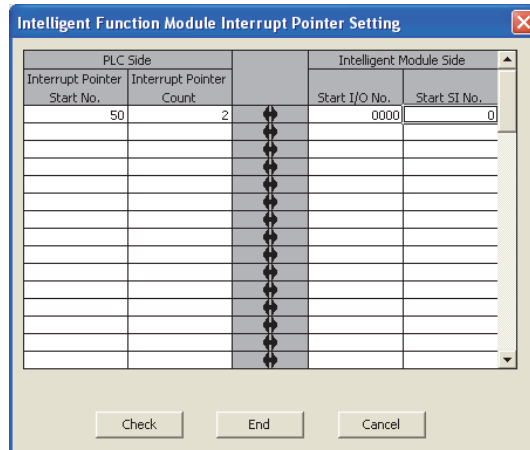 Intelligent Function Module Interrupt Pointer Setting
PLC Side Intelligent Module Side
Interrupt Pointer Start No. Interrupt Pointer Count Start I/O No. Start SI No.
50 2 0000 0
Check End Cancel